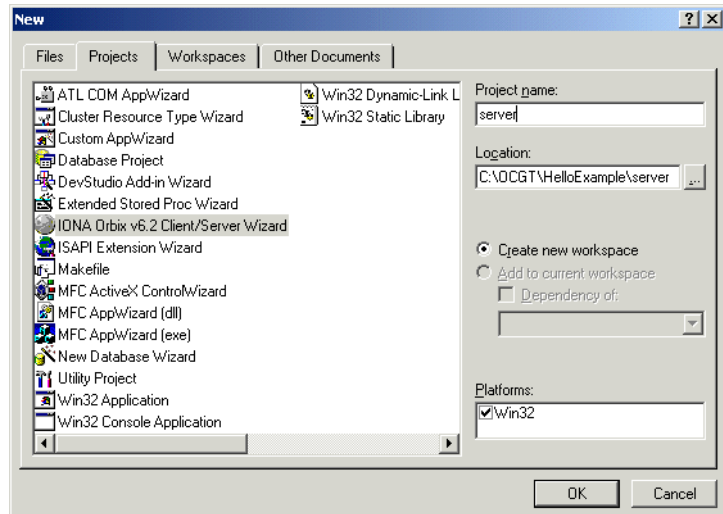 New
Files Projects Workspaces Other Documents
ATL COM AppWizard
Cluster Resource Type Wizard
Custom AppWizard
Database Project
DevStudio Add-in Wizard
Extended Stored Proc Wizard
IONA Orbix v6.2 Client/Server Wizard
ISAPI Extension Wizard
Makefile
MFC ActiveX ControlWizard
MFC AppWizard (dll)
MFC AppWizard (exe)
New Database Wizard
Utility Project
Win32 Application
Win32 Console Application
Win32 Dynamic-Link L
Win32 Static Library
Project name:
server
Location:
C:\OCGT\HelloExample\server ...
Create new workspace
Add to current workspace
Dependency of:
Platforms:
Win32
OK Cancel